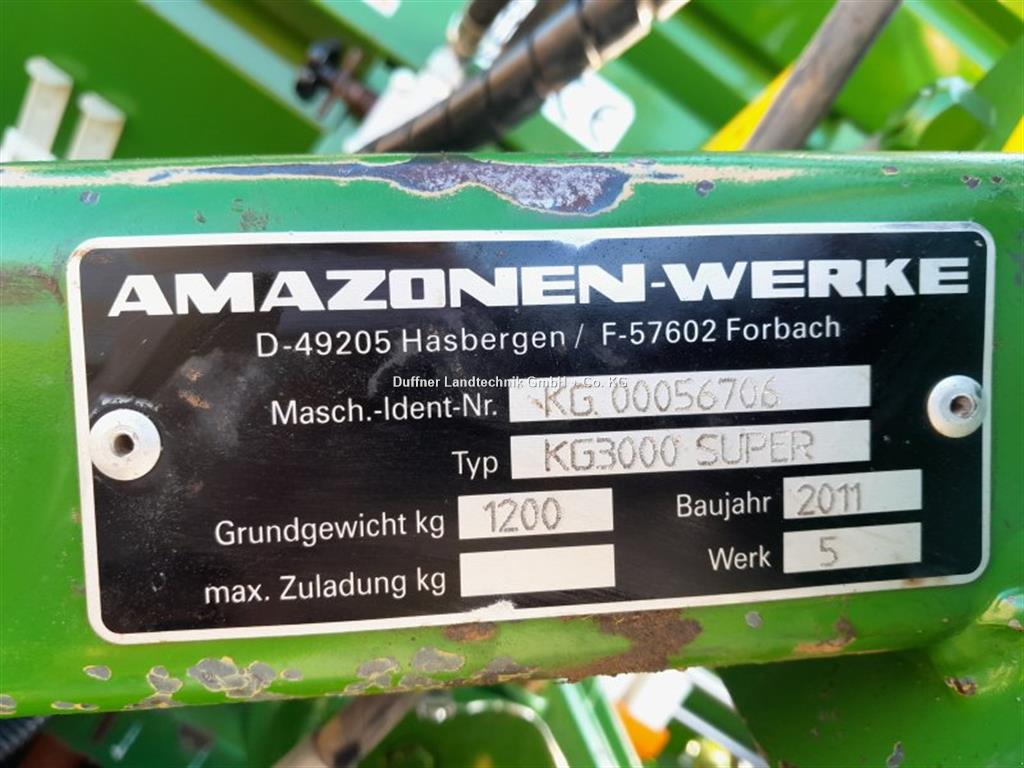 AMAZONEN-WERKE
D-49205 Hasbergen / F-57602 Forbach
Duffner Landtechnik GmbH + Co. KG
Masch.-Ident-Nr. KG 00056706
Typ KG3000 SUPER
Grundgewicht kg 1200 Baujahr 2011
max. Zuladung kg Werk 5